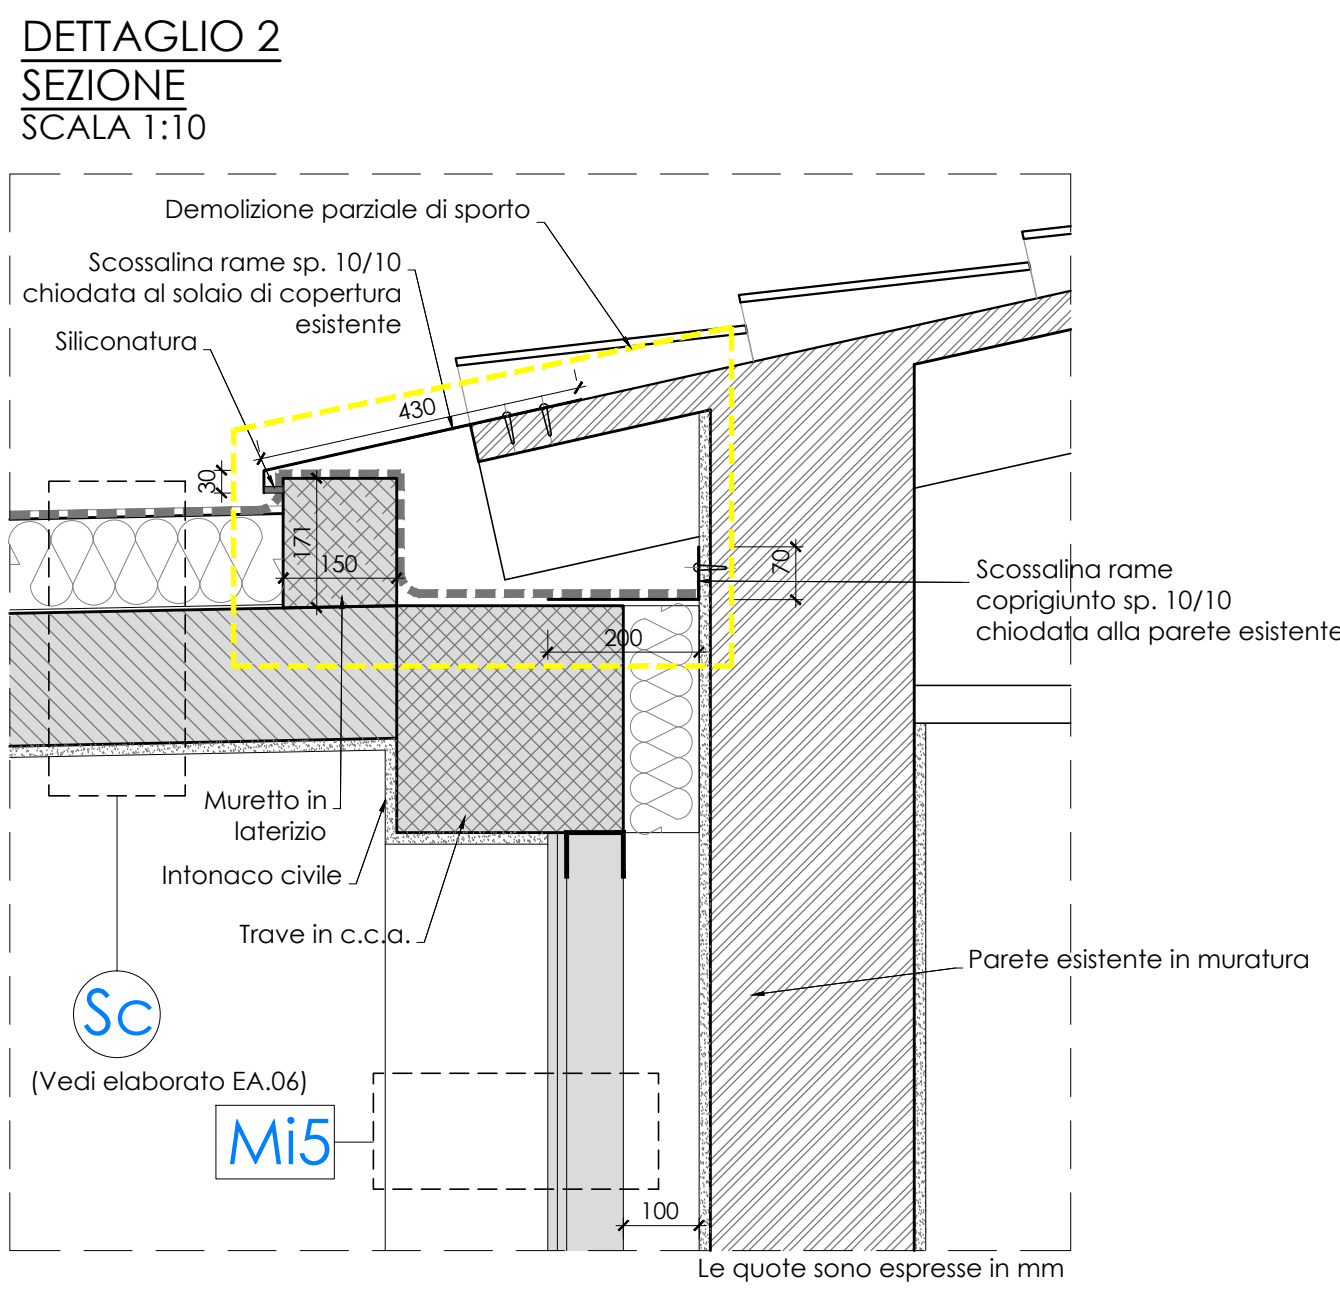 DETTAGLIO 2
SEZIONE
SCALA 1:10
Demolizione parziale di sporto
Scossalina rame sp. 10/10
chiodata al solaio di copertura
esistente
Siliconatura
430
30
171
150
70
Scossalina rame
coprigiunto sp. 10/10
chiodata alla parete esistente
200
Muretto in
laterizio
Intonaco civile
Trave in c.c.a.
Parete esistente in muratura
Sc
(Vedi elaborato EA.06)
Mi5
100
Le quote sono espresse in mm